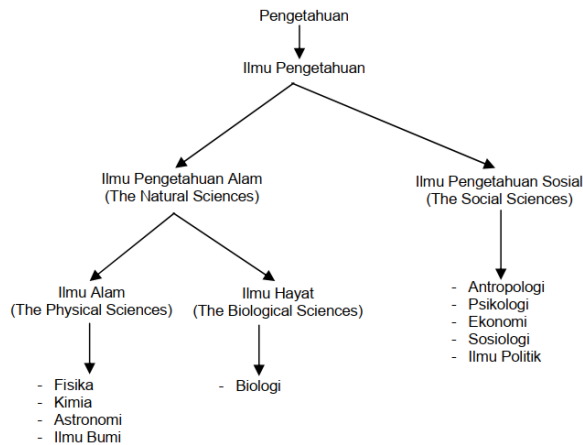 Pengetahuan
Ilmu Pengetahuan
Ilmu Pengetahuan Alam
(The Natural Sciences)
Ilmu Pengetahuan Sosial
(The Social Sciences)
Ilmu Alam
(The Physical Sciences)
Ilmu Hayat
(The Biological Sciences)
- Antropologi
- Psikologi
- Ekonomi
- Sosiologi
- Ilmu Politik
- Fisika
- Kimia
- Astronomi
- Ilmu Bumi
- Biologi